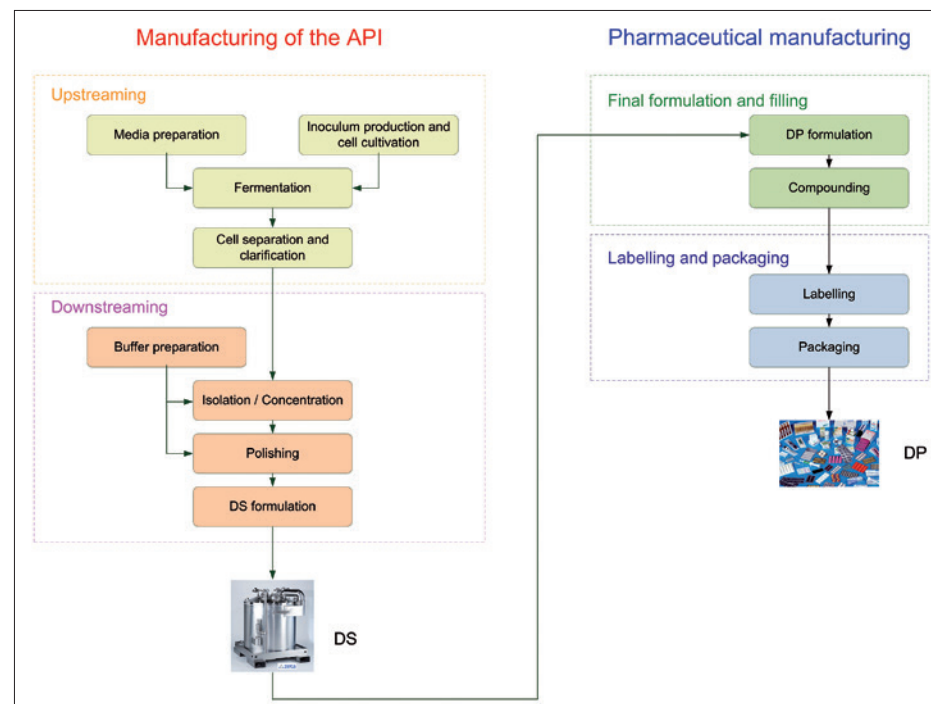 Manufacturing of the API
Upstreaming
Media preparation
Inoculum production and
cell cultivation
Fermentation
Cell separation and
clarification
Downstreaming
Buffer preparation
Isolation / Concentration
Polishing
DS formulation
DS
Pharmaceutical manufacturing
Final formulation and filling
DP formulation
Compounding
Labelling and packaging
Labelling
Packaging
DP